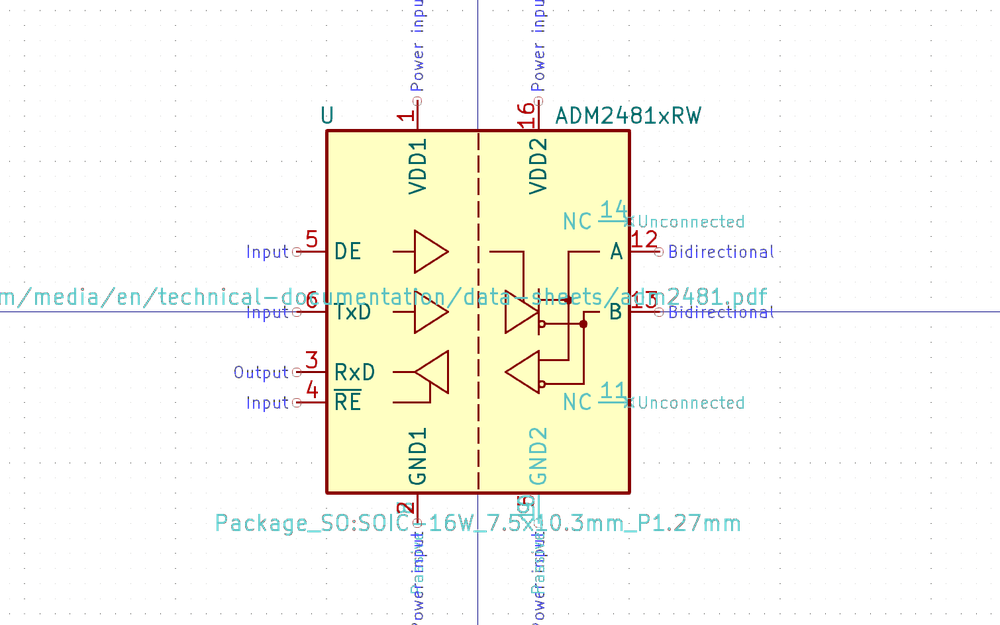 Power input
Power input
U
1
16
ADM2481xRW
VDD1
VDD2
14
NC
Unconnected
Input
5
DE
12
A
Bidirectional
m/media/en/technical-documentation/data-sheets/adm2481.pdf
Input
6
TxD
13
B
Bidirectional
Output
3
RxD
Input
4
RE
11
NC
Unconnected
GND1
GND2
2
Package_SO:SOIC-16W_7.5x10.3mm_P1.27mm
Power input
Power input